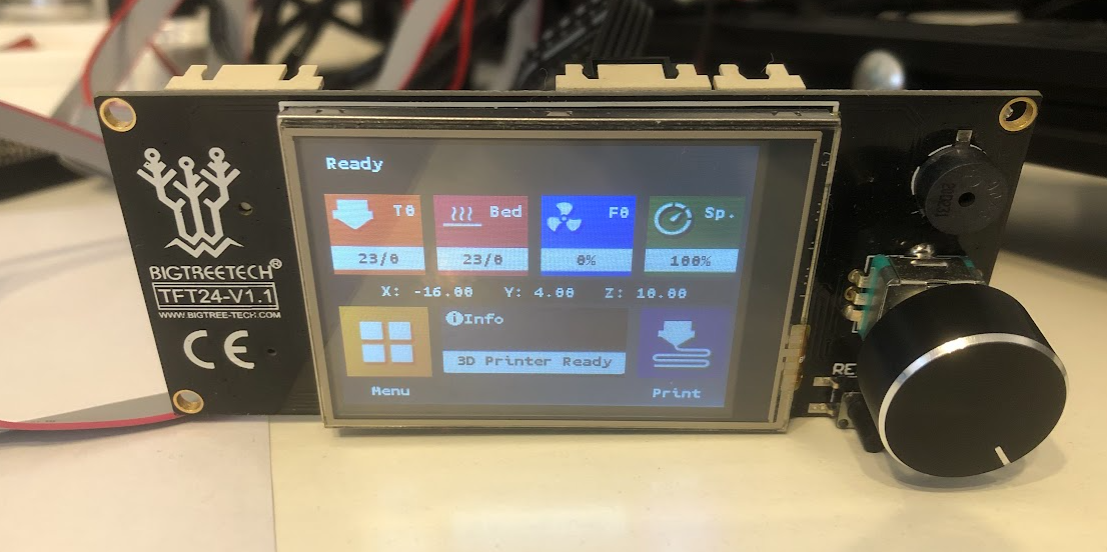 Ready
T0 Bed F0 Sp.
23/0 23/0 0% 100%
X: -16.00 Y: 4.00 Z: 10.00
Info
3D Printer Ready
Menu Print
BIGTREETECH®
TFT24-V1.1
WWW.BIGTREE-TECH.COM
CE